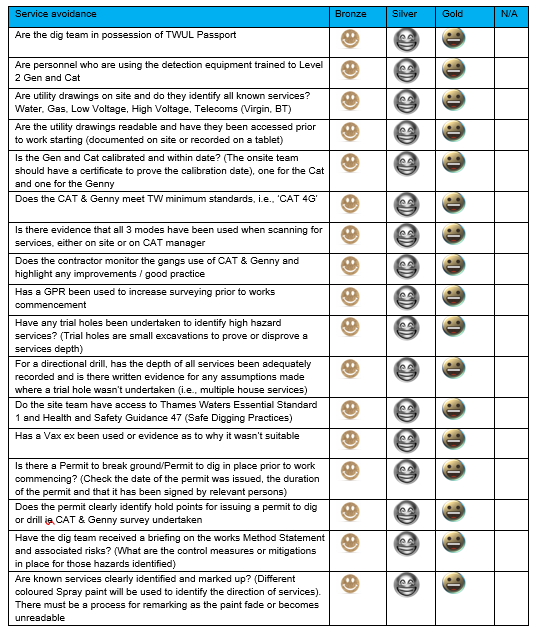 Service avoidance Bronze Silver Gold N/A
Are the dig team in possession of TWUL Passport
Are personnel who are using the detection equipment trained to Level
2 Gen and Cat
Are utility drawings on site and do they identify all known services?
Water, Gas, Low Voltage, High Voltage, Telecoms (Virgin, BT)
Are the utility drawings readable and have they been accessed prior
to work starting (documented on site or recorded on a tablet)
Is the Gen and Cat calibrated and within date? (The onsite team
should have a certificate to prove the calibration date), one for the Cat
and one for the Genny
Does the CAT & Genny meet TW minimum standards, i.e., 'CAT 4G'
Is there evidence that all 3 modes have been used when scanning for
services, either on site or on CAT manager
Does the contractor monitor the gangs use of CAT & Genny and
highlight any improvements / good practice
Has a GPR been used to increase surveying prior to works
commencement
Have any trial holes been undertaken to identify high hazard
services? (Trial holes are small excavations to prove or disprove a
services depth)
For a directional drill, has the depth of all services been adequately
recorded and is there written evidence for any assumptions made
where a trial hole wasn't undertaken (i.e., multiple house services)
Do the site team have access to Thames Waters Essential Standard
1 and Health and Safety Guidance 47 (Safe Digging Practices)
Has a Vax ex been used or evidence as to why it wasn't suitable
Is there a Permit to break ground/Permit to dig in place prior to work
commencing? (Check the date of the permit was issued, the duration
of the permit and that it has been signed by relevant persons)
Does the permit clearly identify hold points for issuing a permit to dig
or drill ie CAT & Genny survey undertaken
Have the dig team received a briefing on the works Method Statement
and associated risks? (What are the control measures or mitigations
in place for those hazards identified)
Are known services clearly identified and marked up? (Different
coloured Spray paint will be used to identify the direction of services).
There must be a process for remarking as the paint fade or becomes
unreadable